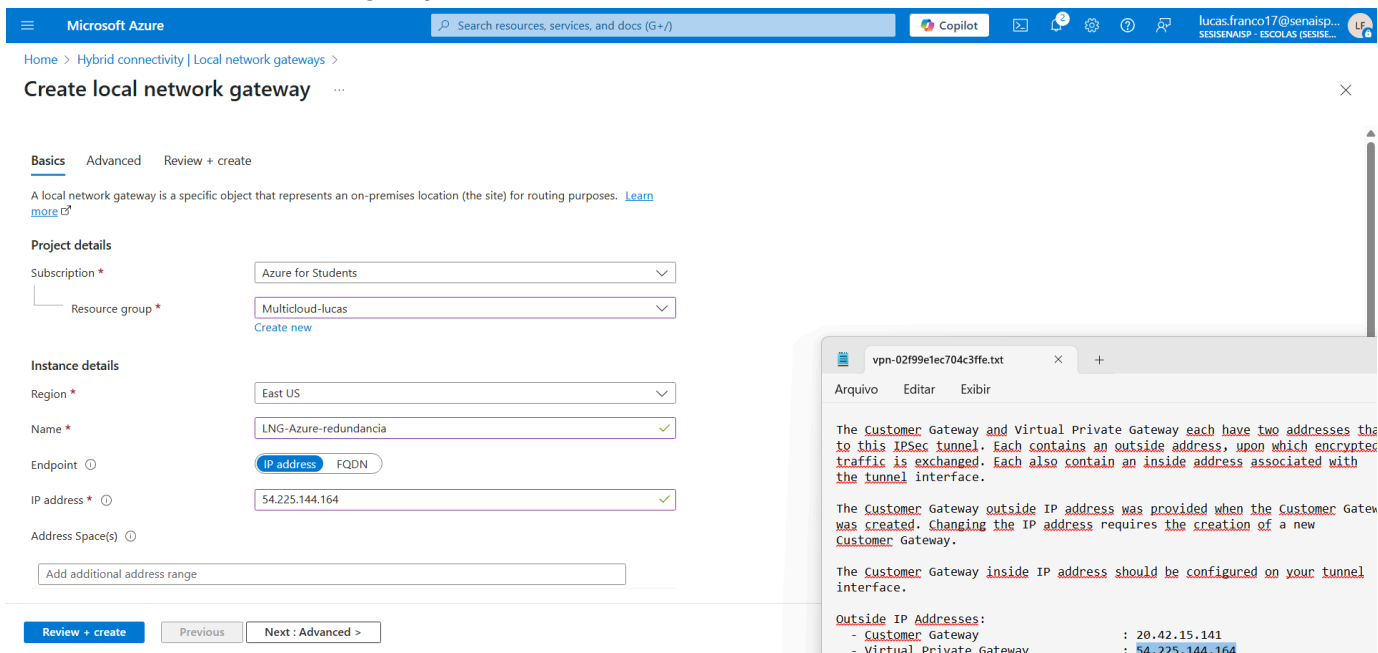 Microsoft Azure
Search resources, services, and docs (G+/)
Copilot
2
lucas.franco17@senaisp...
SESISENAISP - ESCOLAS (SESISE...
LF
Home > Hybrid connectivity | Local network gateways >
Create local network gateway ...
Basics Advanced Review + create
A local network gateway is a specific object that represents an on-premises location (the site) for routing purposes. Learn
more
Project details
Subscription *
Azure for Students
Resource group *
Multicloud-lucas
Create new
Instance details
Region *
East US
Name *
LNG-Azure-redundancia
Endpoint
IP address FQDN
IP address *
54.225.144.164
Address Space(s)
Add additional address range
Review + create Previous Next : Advanced >
vpn-02f99e1ec704c3ffe.txt
Arquivo Editar Exibir
The Customer Gateway and Virtual Private Gateway each have two addresses tha
to this IPSec tunnel. Each contains an outside address, upon which encrypted
traffic is exchanged. Each also contain an inside address associated with
the tunnel interface.
The Customer Gateway outside IP address was provided when the Customer Gatew
was created. Changing the IP address requires the creation of a new
Customer Gateway.
The Customer Gateway inside IP address should be configured on your tunnel
interface.
Outside IP Addresses:
- Customer Gateway : 20.42.15.141
- Virtual Private Gateway : 54.225.144.164